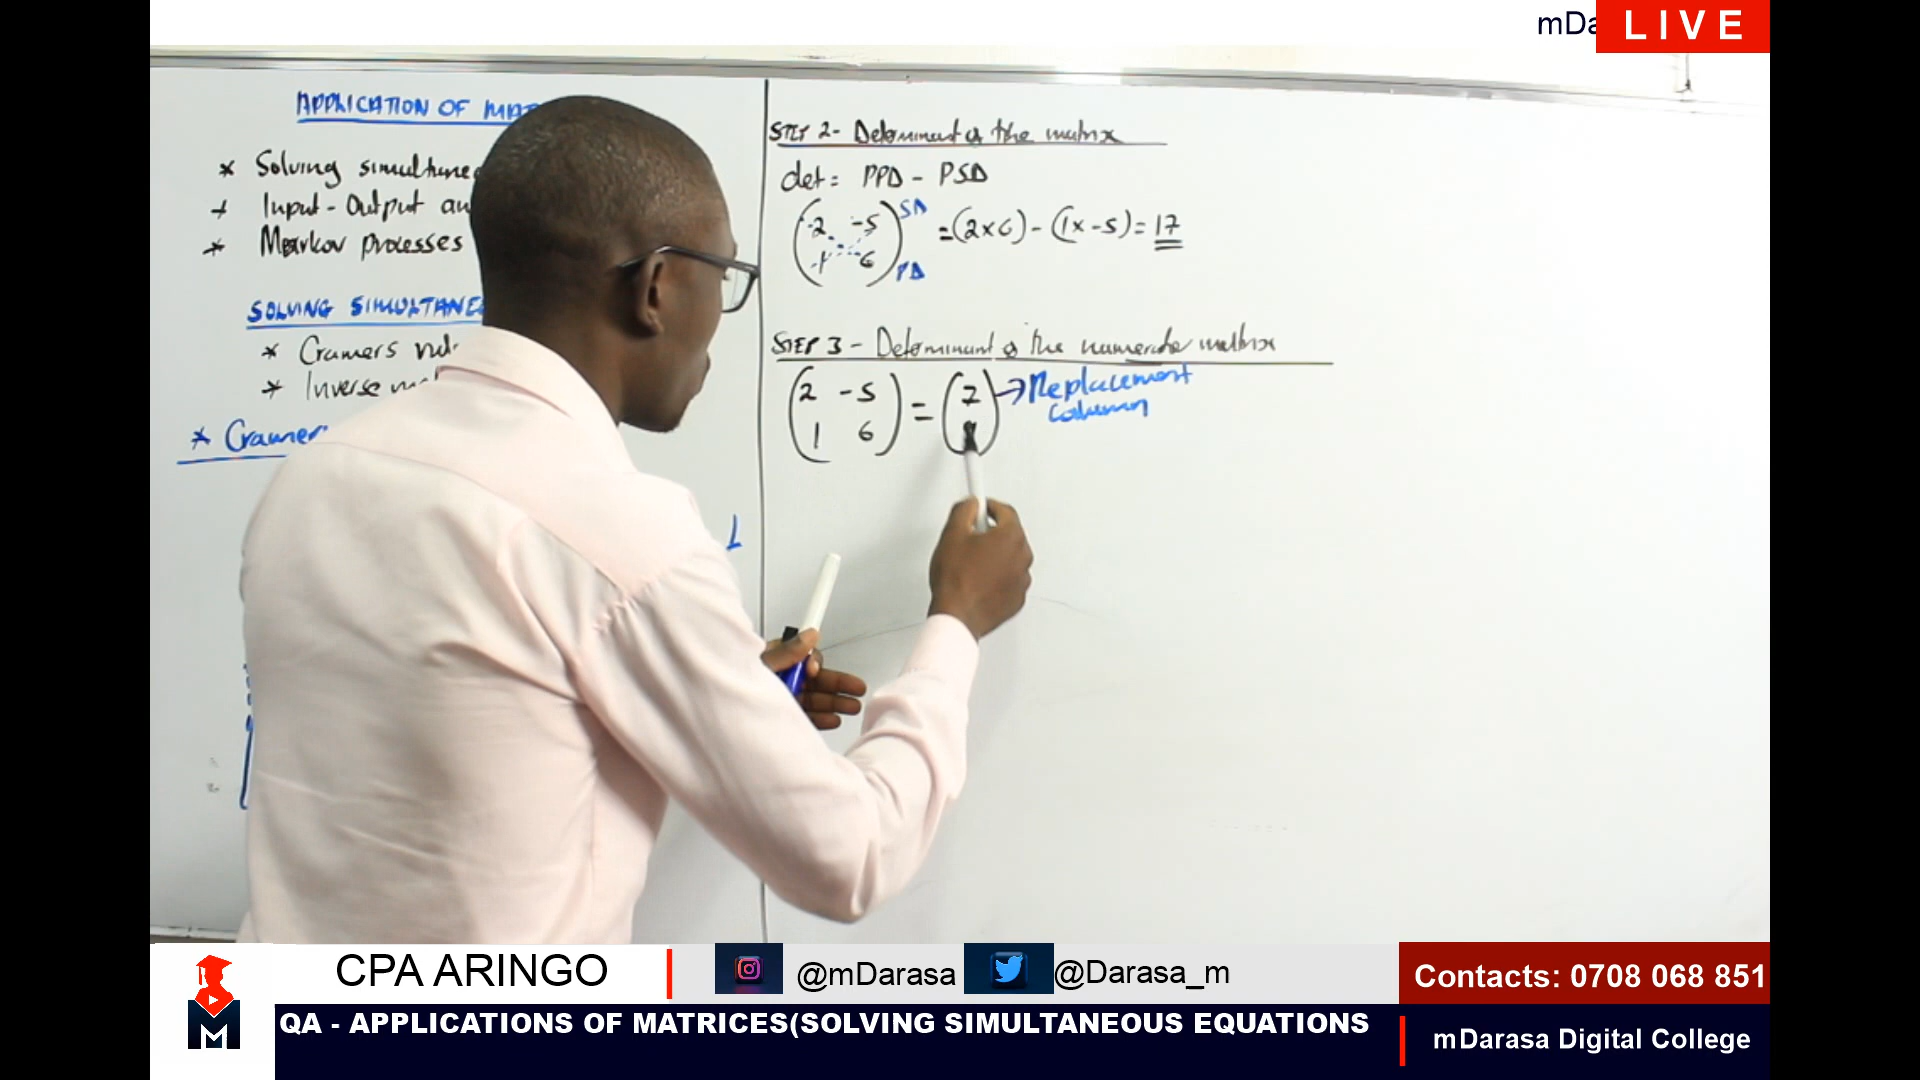 mDa
LIVE
APPLICATION OF MAT
* Solving simultane
* Input-Output an
* Markov processes
SOLVING SIMULTANE
* Cramers rul
* Inverse m
* Cramer
STEP 2 - Determinant of the matrix
det = PPD - PSD
(2 -5) SD = (2x6) - (1x-5) = 17
(1 6) PD
STEP 3 - Determinant of the numerator matrix
(2 -5) = (7) → Replacement
(1 6) column
CPA ARINGO
@mDarasa @Darasa_m
Contacts: 0708 068 851
M
QA - APPLICATIONS OF MATRICES(SOLVING SIMULTANEOUS EQUATIONS
mDarasa Digital College